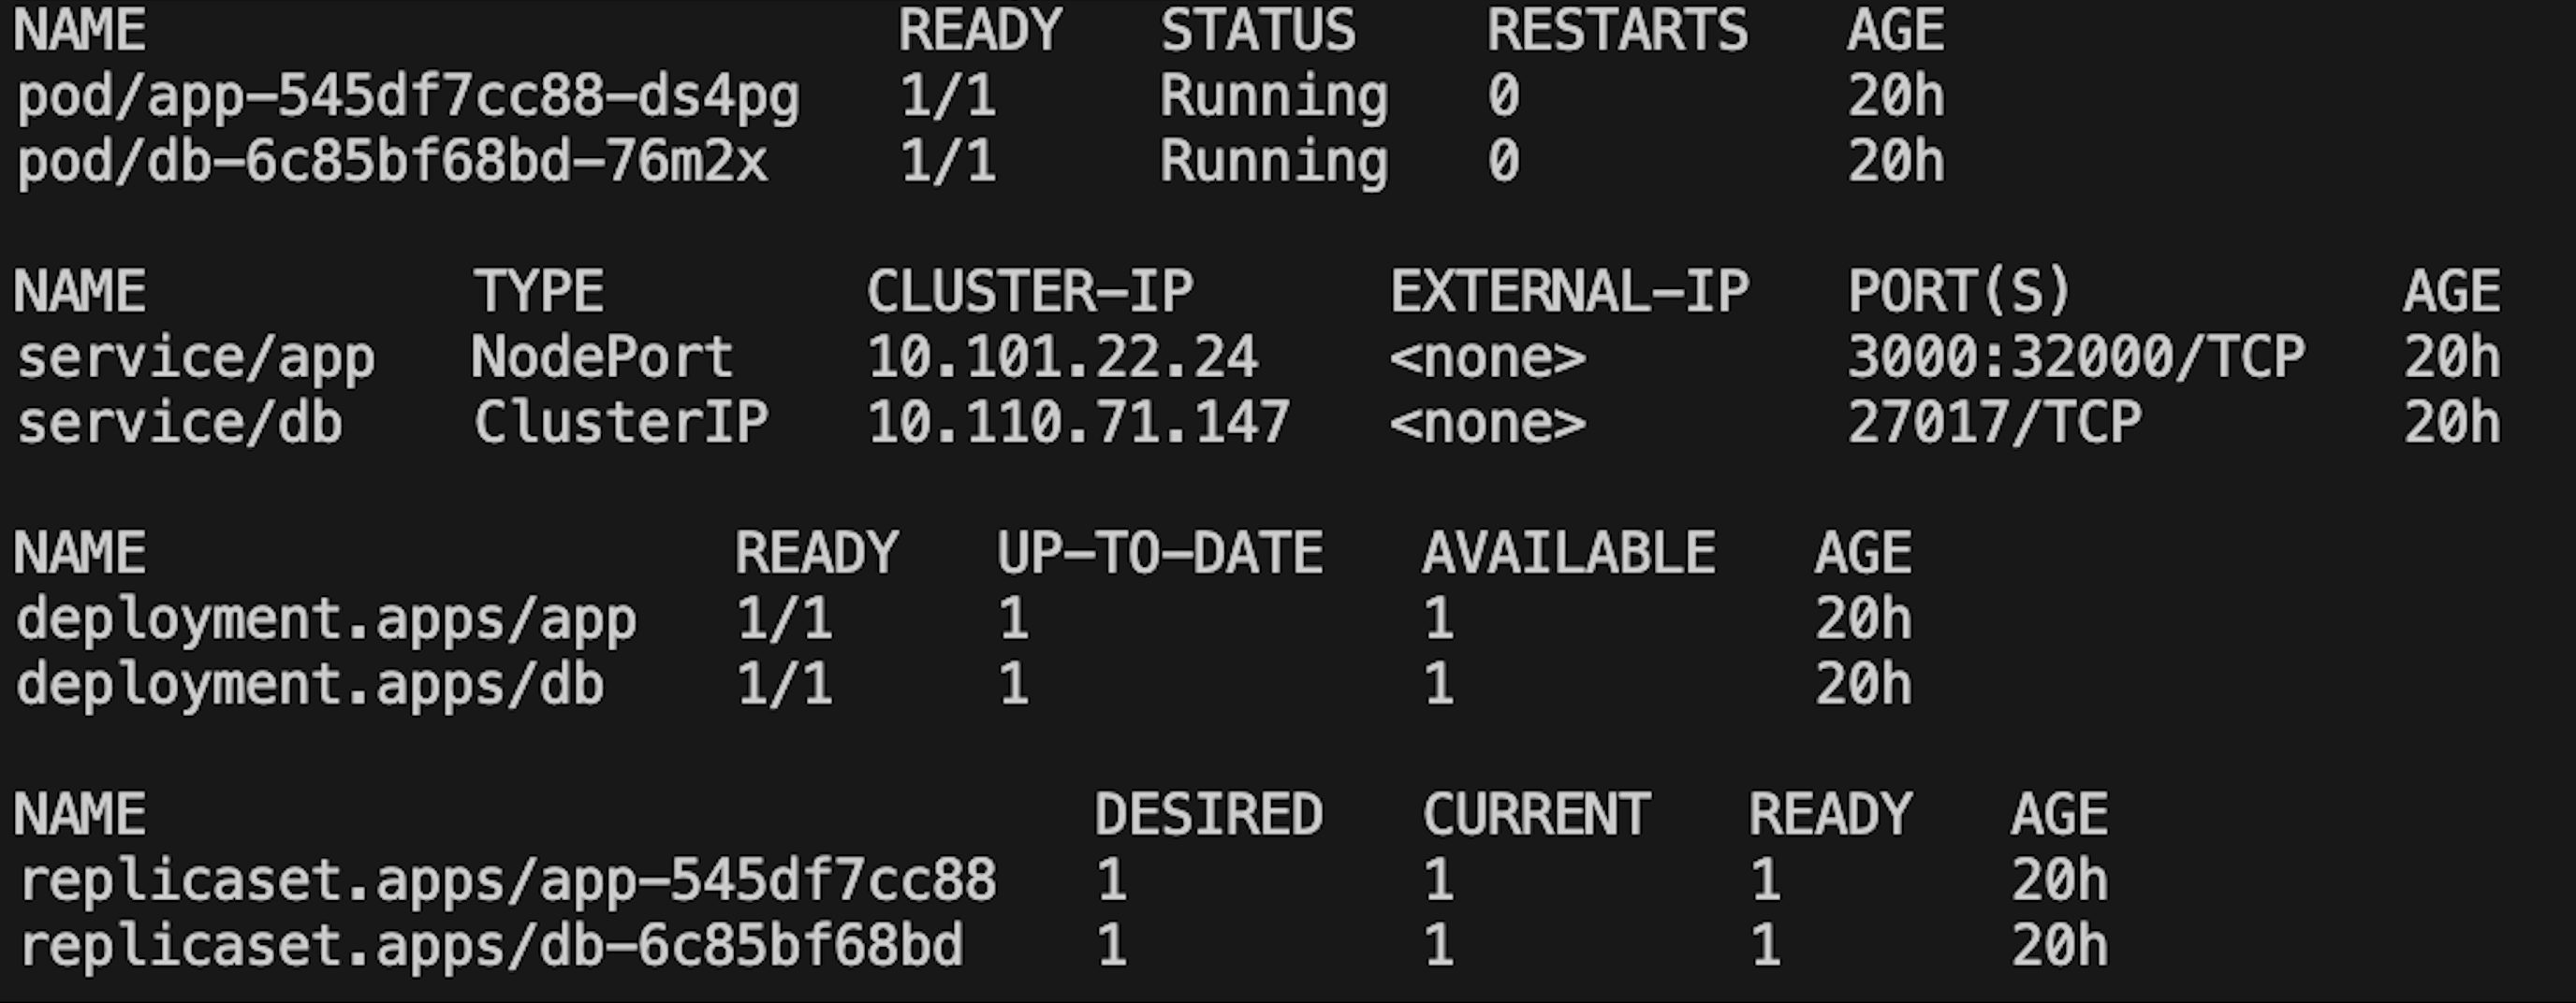 NAME                       READY   STATUS    RESTARTS   AGE
pod/app-545df7cc88-ds4pg   1/1     Running   0          20h
pod/db-6c85bf68bd-76m2x    1/1     Running   0          20h

NAME          TYPE        CLUSTER-IP      EXTERNAL-IP   PORT(S)          AGE
service/app   NodePort    10.101.22.24    <none>        3000:32000/TCP   20h
service/db    ClusterIP   10.110.71.147   <none>        27017/TCP        20h

NAME                  READY   UP-TO-DATE   AVAILABLE   AGE
deployment.apps/app   1/1     1            1           20h
deployment.apps/db    1/1     1            1           20h

NAME                             DESIRED   CURRENT   READY   AGE
replicaset.apps/app-545df7cc88   1         1         1       20h
replicaset.apps/db-6c85bf68bd    1         1         1       20h